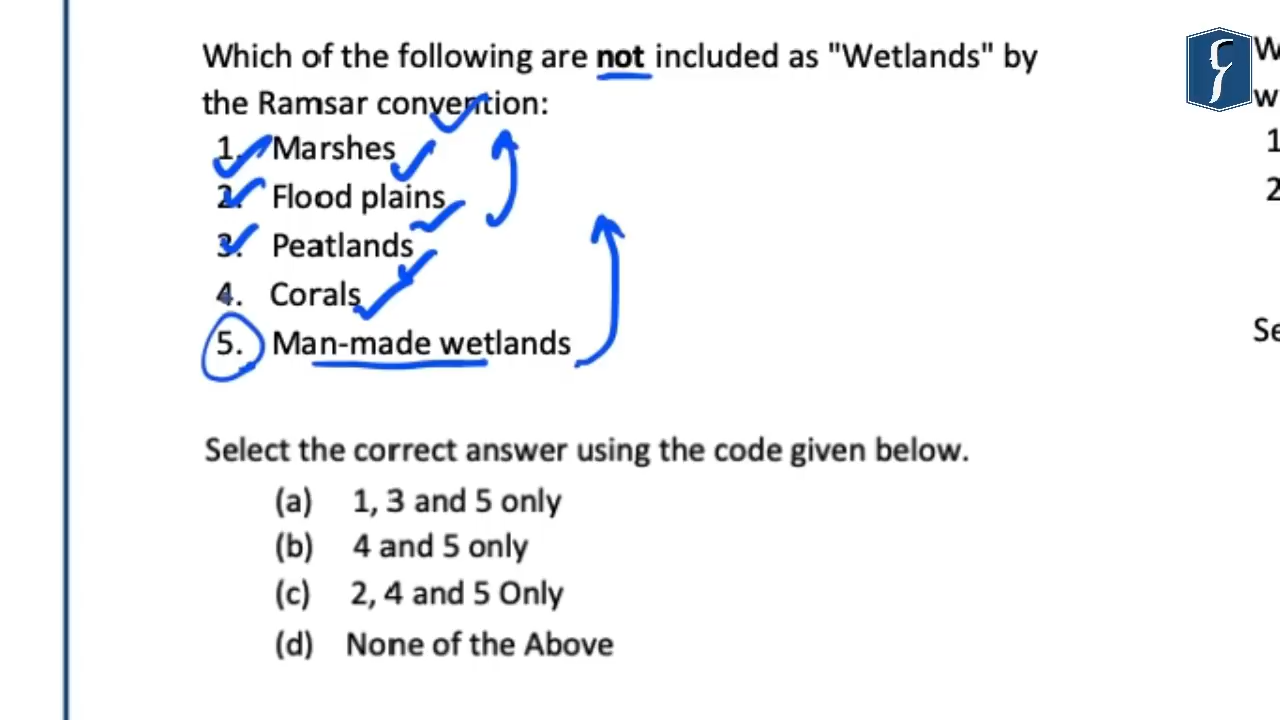 Which of the following are not included as "Wetlands" by
the Ramsar convention:
1. Marshes
2. Flood plains
3. Peatlands
4. Corals
5. Man-made wetlands
Select the correct answer using the code given below.
(a) 1, 3 and 5 only
(b) 4 and 5 only
(c) 2, 4 and 5 Only
(d) None of the Above
1
2